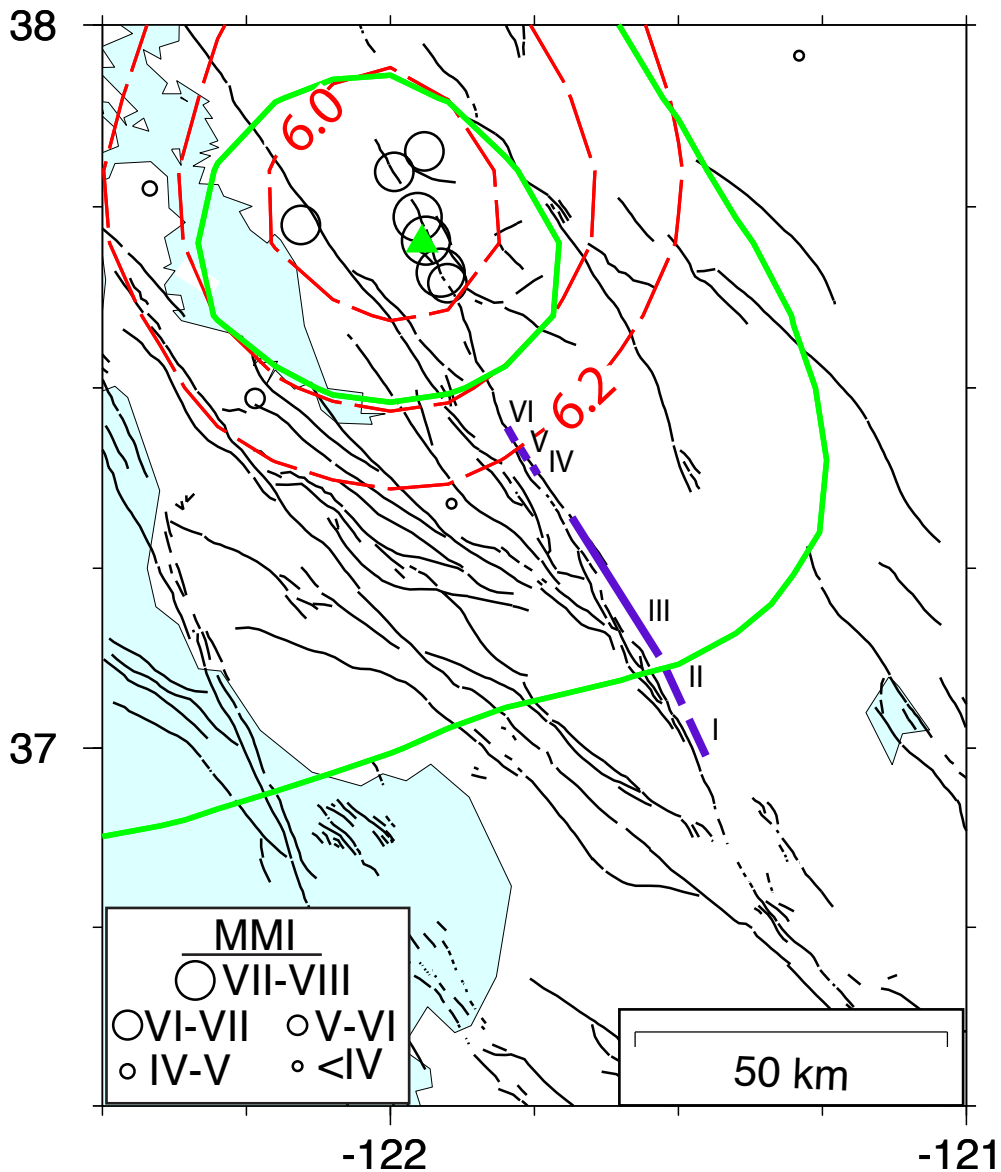 38
6.0
6.2
VI
V
IV
III
II
I
37
MMI
VII-VIII
VI-VII V-VI
IV-V <IV
50 km
-122 -121